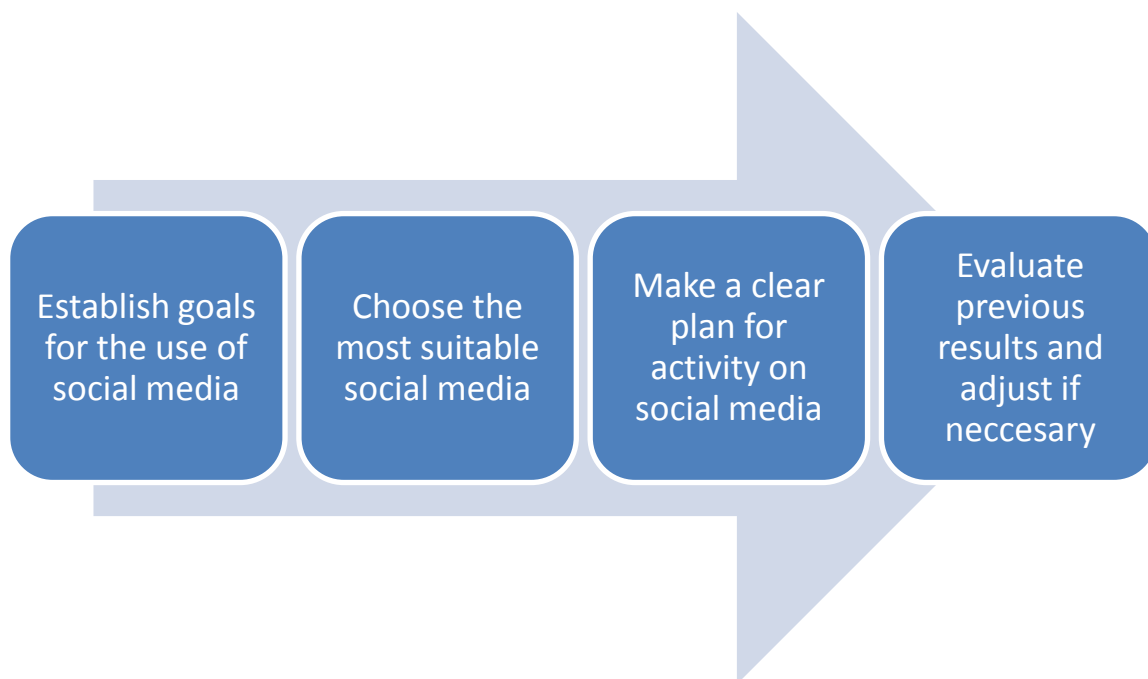 Establish goals
for the use of
social media
Choose the
most suitable
social media
Make a clear
plan for
activity on
social media
Evaluate
previous
results and
adjust if
neccesary